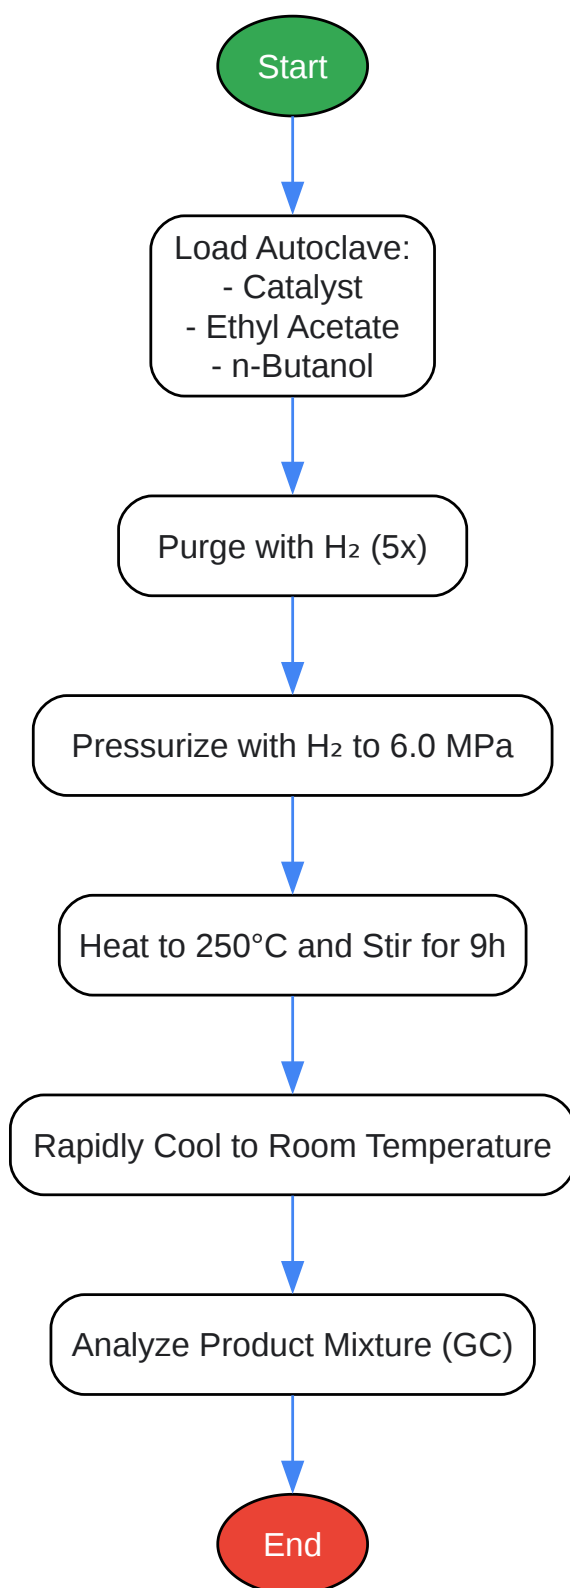 Start
Load Autoclave:
- Catalyst
- Ethyl Acetate
- n-Butanol
Purge with H₂ (5x)
Pressurize with H₂ to 6.0 MPa
Heat to 250°C and Stir for 9h
Rapidly Cool to Room Temperature
Analyze Product Mixture (GC)
End